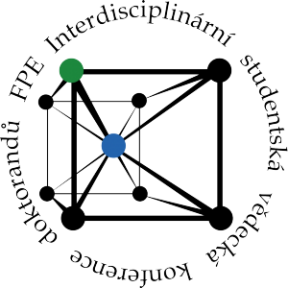 Interdisciplinární studentská vědecká konference doktorandů FPE